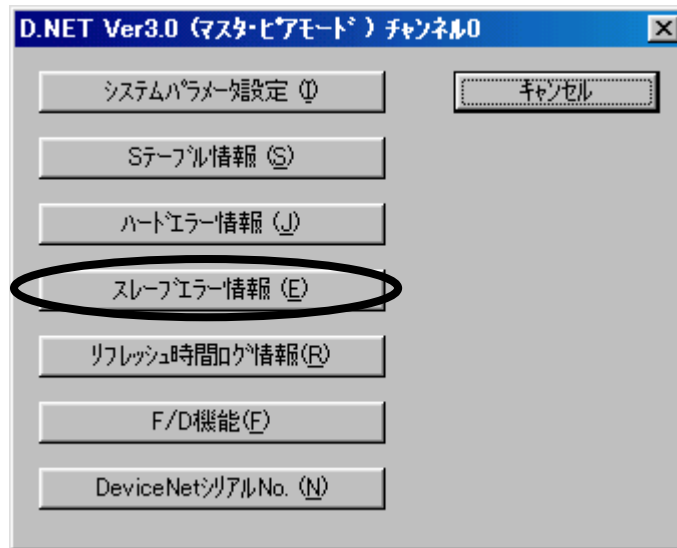 D.NET Ver3.0 (ﾏｽﾀ･ﾋﾟｱﾓｰﾄﾞ) ﾁｬﾝﾈﾙ0
ｼｽﾃﾑﾊﾟﾗﾒｰﾀ設定 (I)
ｷｬﾝｾﾙ
Sﾃｰﾌﾞﾙ情報 (S)
ﾊｰﾄﾞｴﾗｰ情報 (J)
ｽﾚｰﾌﾞｴﾗｰ情報 (E)
ﾘﾌﾚｯｼｭ時間ﾛｸﾞ情報(R)
F/D機能(F)
DeviceNetｼﾘｱﾙNo. (N)